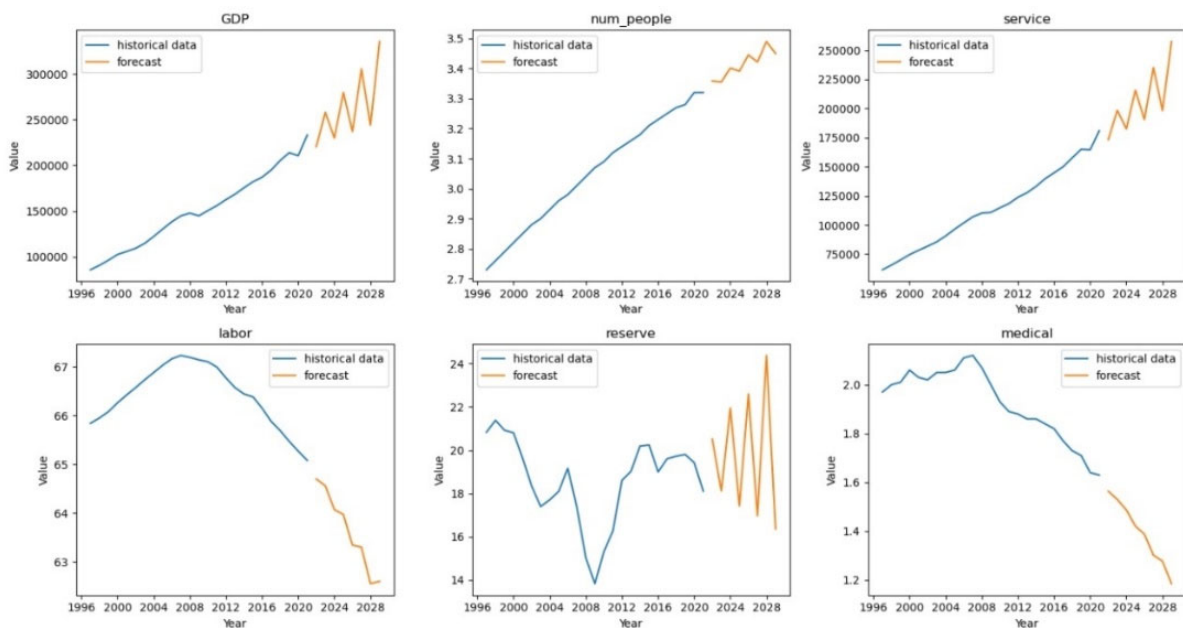 GDP
historical data
forecast
300000
250000
200000
150000
100000
Value
1996 2000 2004 2008 2012 2016 2020 2024 2028
Year
num_people
historical data
forecast
3.5
3.4
3.3
3.2
3.1
3.0
2.9
2.8
2.7
Value
1996 2000 2004 2008 2012 2016 2020 2024 2028
Year
service
historical data
forecast
250000
225000
200000
175000
150000
125000
100000
75000
Value
1996 2000 2004 2008 2012 2016 2020 2024 2028
Year
labor
historical data
forecast
67
66
65
64
63
Value
1996 2000 2004 2008 2012 2016 2020 2024 2028
Year
reserve
historical data
forecast
24
22
20
18
16
14
Value
1996 2000 2004 2008 2012 2016 2020 2024 2028
Year
medical
historical data
forecast
2.0
1.8
1.6
1.4
1.2
Value
1996 2000 2004 2008 2012 2016 2020 2024 2028
Year